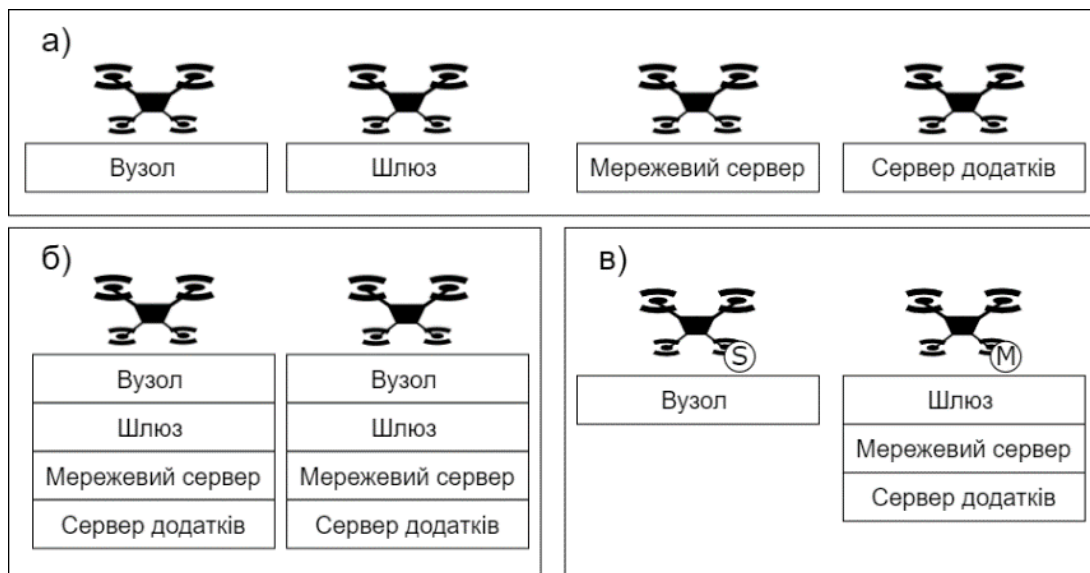 а)
Вузол
Шлюз
Мережевий сервер
Сервер додатків
б)
Вузол
Шлюз
Мережевий сервер
Сервер додатків
Вузол
Шлюз
Мережевий сервер
Сервер додатків
в)
S
Вузол
M
Шлюз
Мережевий сервер
Сервер додатків